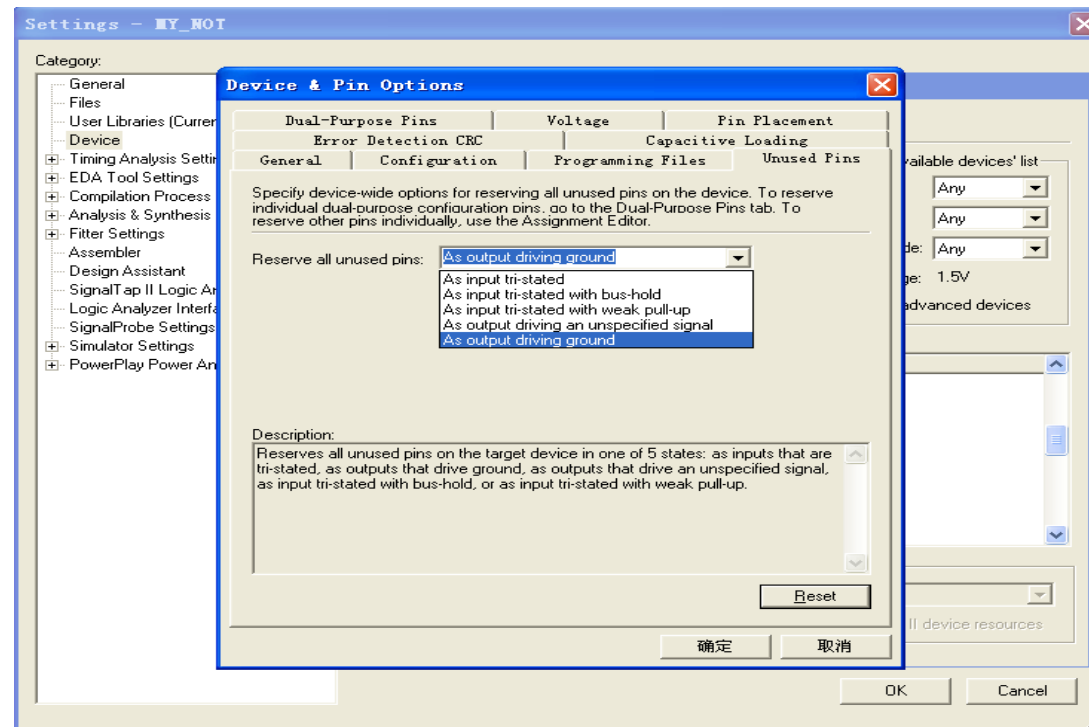 Settings - MY_NOT
Category:
General
Files
User Libraries (Curren
Device
Timing Analysis Settin
EDA Tool Settings
Compilation Process
Analysis & Synthesis
Fitter Settings
Assembler
Design Assistant
SignalTap II Logic An
Logic Analyzer Interfa
SignalProbe Settings
Simulator Settings
PowerPlay Power An
Device & Pin Options
Dual-Purpose Pins Voltage Pin Placement
Error Detection CRC Capacitive Loading
General Configuration Programming Files Unused Pins
Specify device-wide options for reserving all unused pins on the device. To reserve
individual dual-purpose configuration pins, go to the Dual-Purpose Pins tab. To
reserve other pins individually, use the Assignment Editor.
Reserve all unused pins: As output driving ground
As input tri-stated
As input tri-stated with bus-hold
As input tri-stated with weak pull-up
As output driving an unspecified signal
As output driving ground
Description:
Reserves all unused pins on the target device in one of 5 states: as inputs that are
tri-stated, as outputs that drive ground, as outputs that drive an unspecified signal,
as input tri-stated with bus-hold, or as input tri-stated with weak pull-up.
Reset
确定 取消
vailable devices' list
Any
Any
de: Any
ge: 1.5V
advanced devices
II device resources
OK Cancel